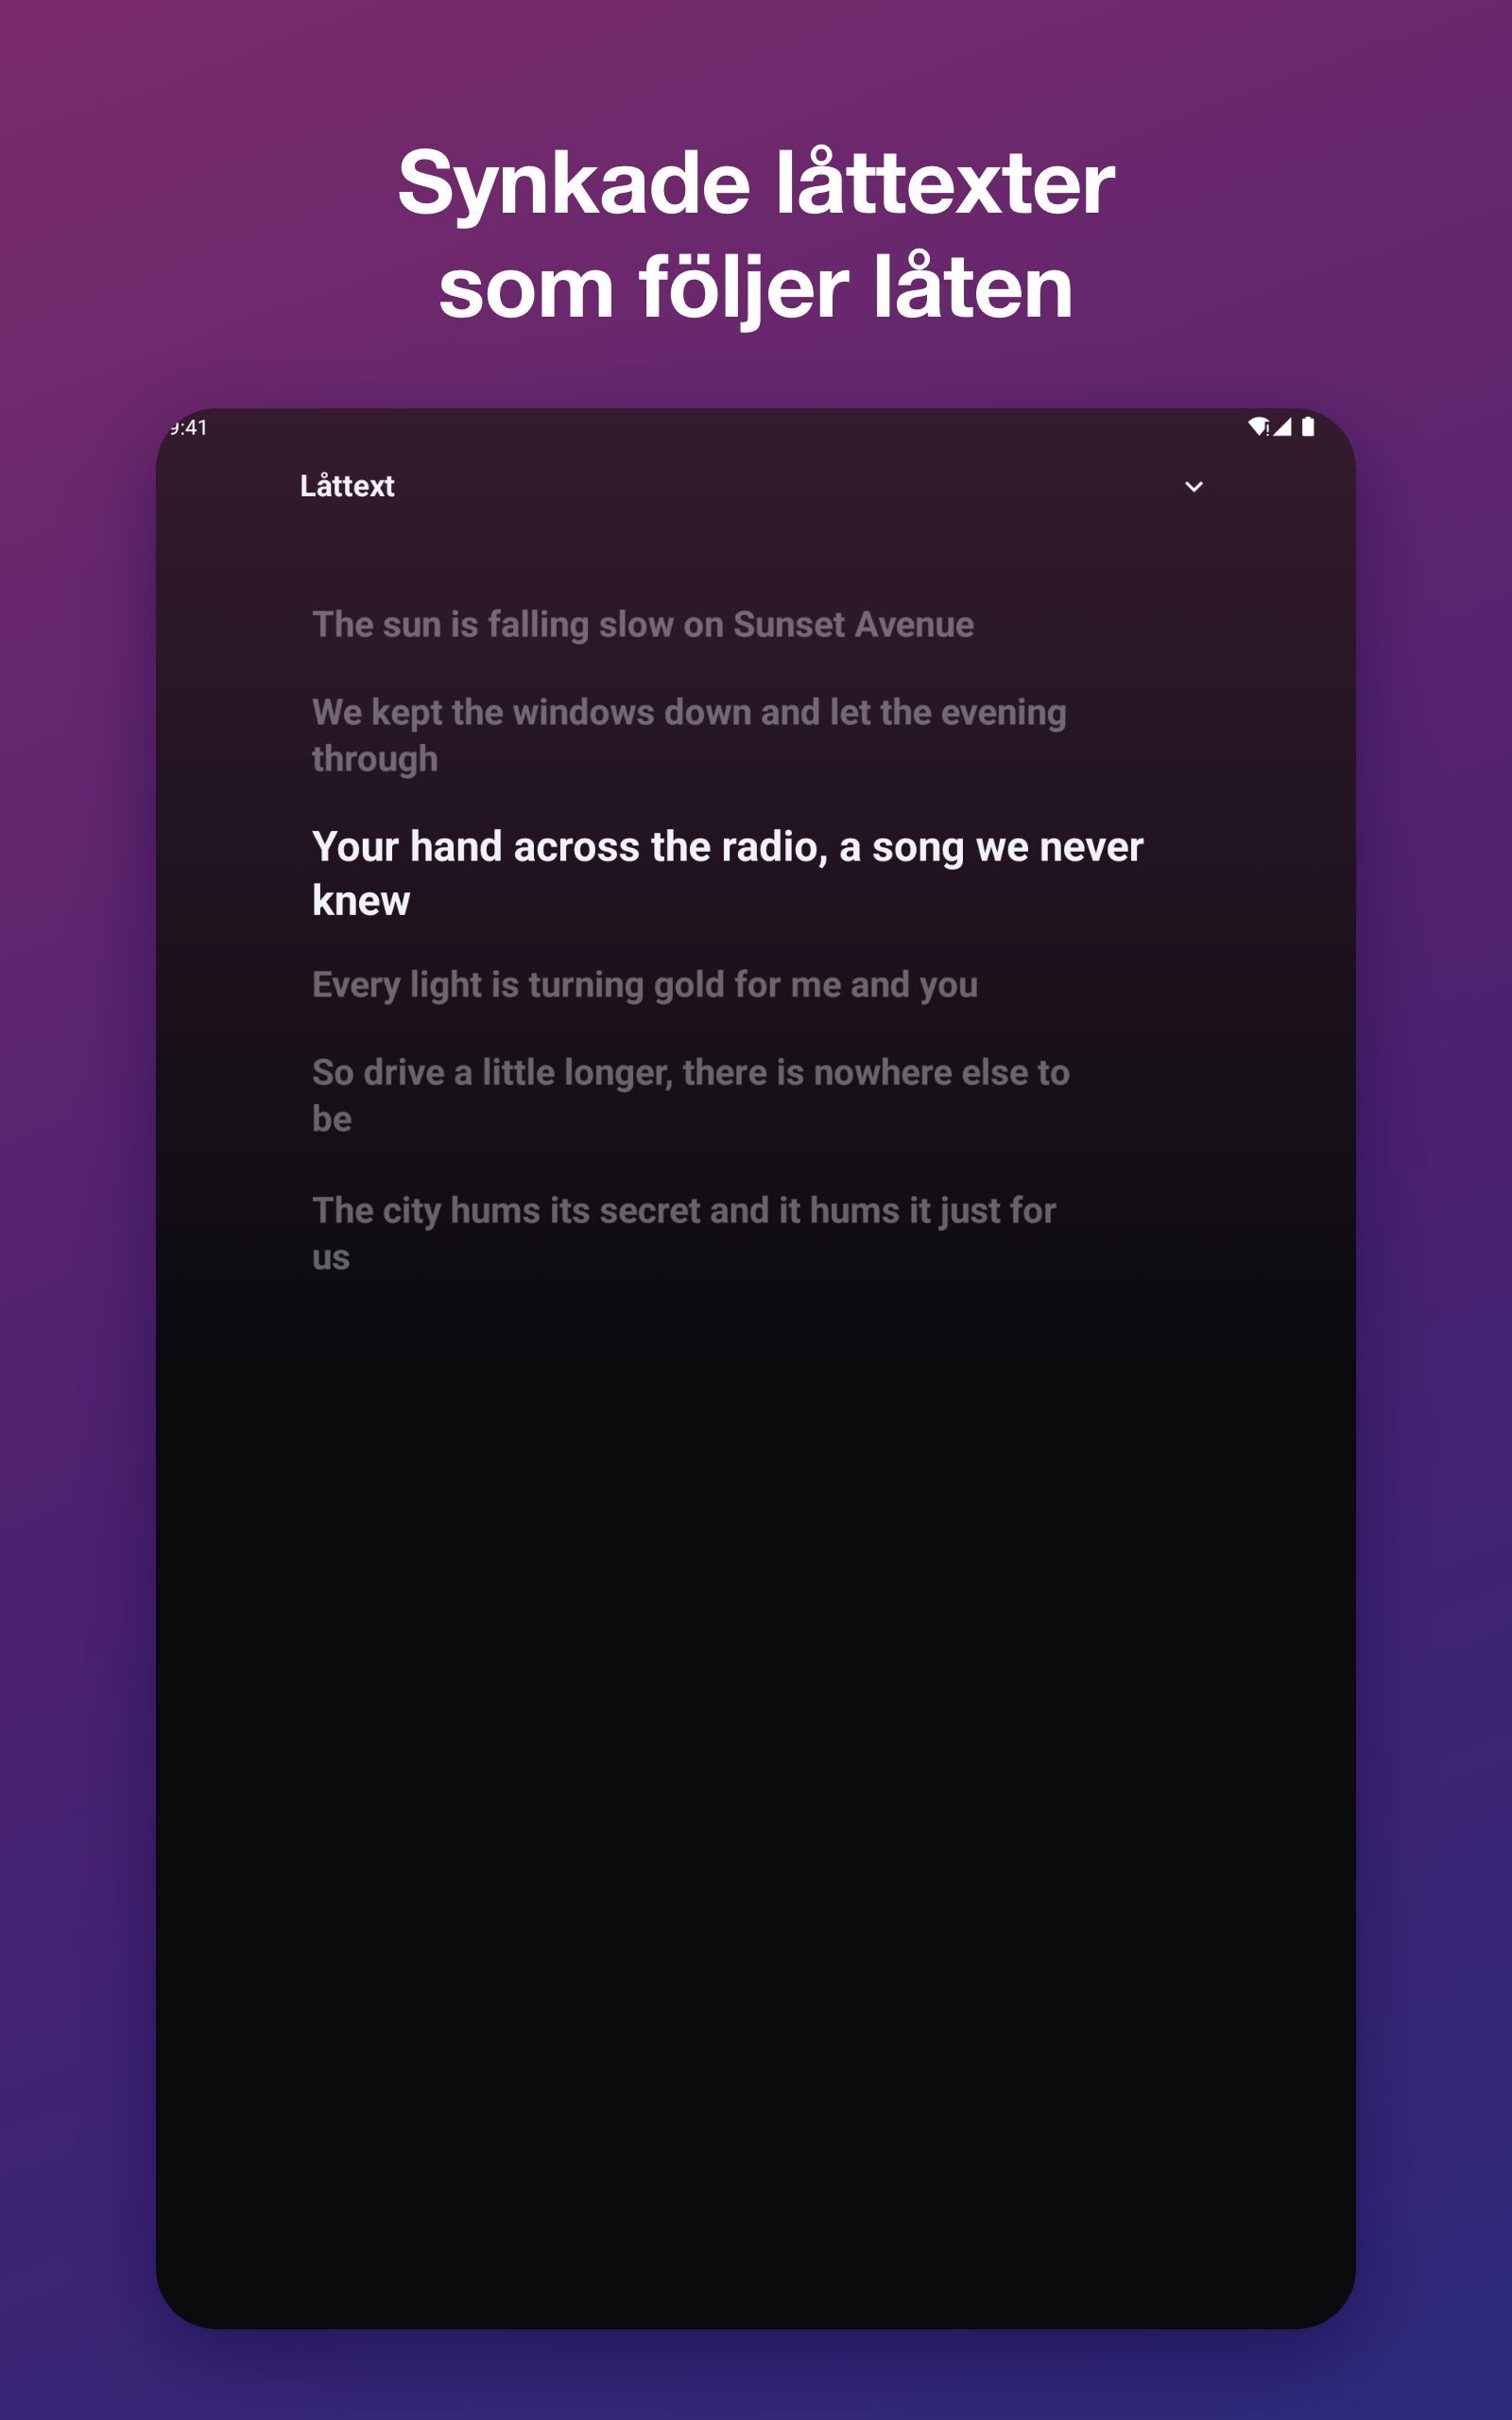 Synkade låttexter
som följer låten
9:41
Låttext
The sun is falling slow on Sunset Avenue
We kept the windows down and let the evening
through
Your hand across the radio, a song we never
knew
Every light is turning gold for me and you
So drive a little longer, there is nowhere else to
be
The city hums its secret and it hums it just for
us